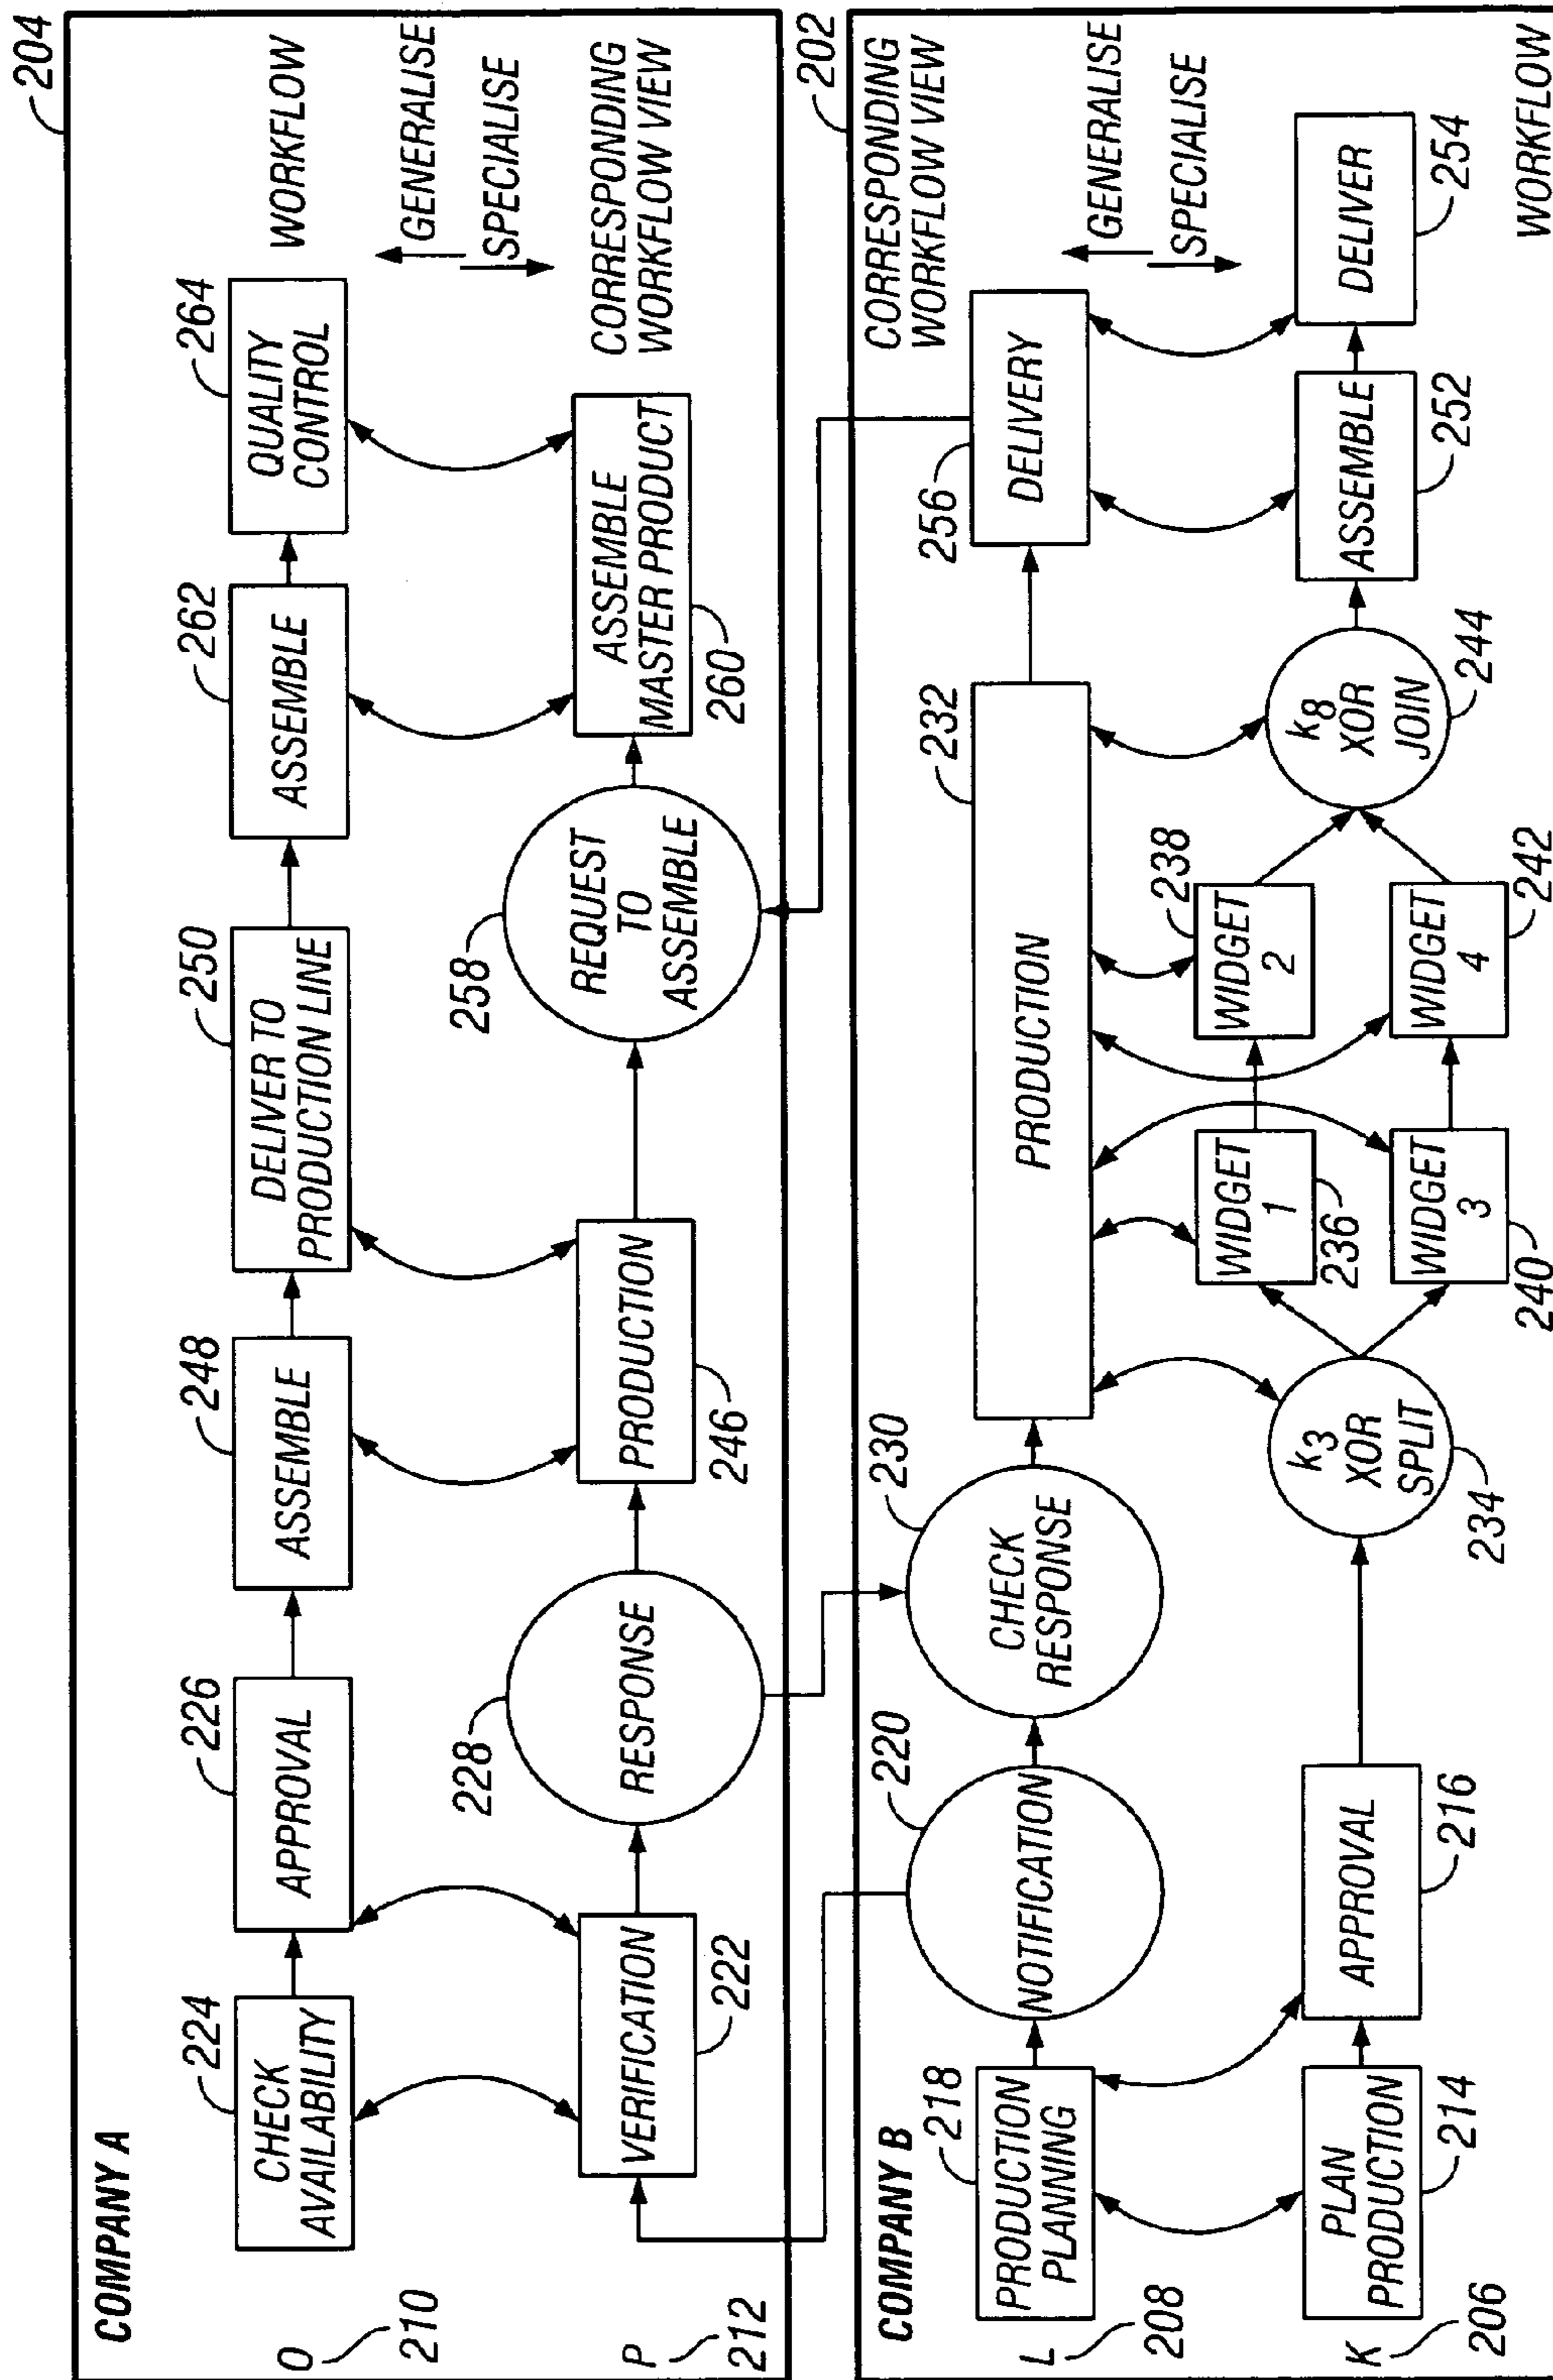 204
COMPANY A
O
210
224
CHECK
AVAILABILITY
226
APPROVAL
248
ASSEMBLE
250
DELIVER TO
PRODUCTION LINE
262
ASSEMBLE
264
QUALITY
CONTROL
WORKFLOW
GENERALISE
SPECIALISE
P
212
VERIFICATION
222
228
RESPONSE
PRODUCTION
246
258
REQUEST
TO
ASSEMBLE
ASSEMBLE
MASTER PRODUCT
260
CORRESPONDING
WORKFLOW VIEW
202
COMPANY B
L
208
218
PRODUCTION
PLANNING
220
NOTIFICATION
230
CHECK
RESPONSE
232
PRODUCTION
256
DELIVERY
CORRESPONDING
WORKFLOW VIEW
GENERALISE
SPECIALISE
K
206
PLAN
PRODUCTION
214
APPROVAL
216
k3
XOR
SPLIT
234
WIDGET
1
236
238
WIDGET
2
WIDGET
3
240
WIDGET
4
242
k8
XOR
JOIN
244
ASSEMBLE
252
DELIVER
254
WORKFLOW